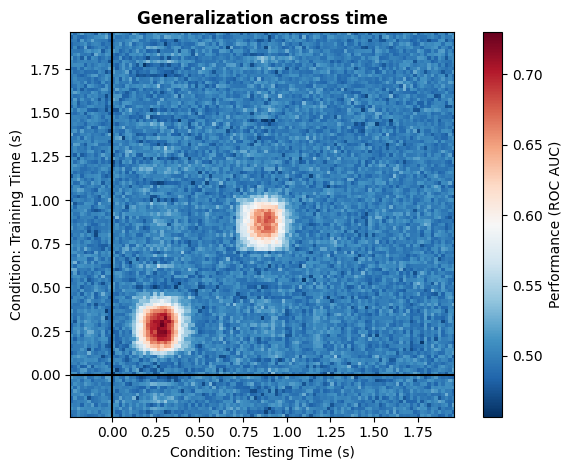 Generalization across time
Condition: Training Time (s)
1.75
1.50
1.25
1.00
0.75
0.50
0.25
0.00
0.00 0.25 0.50 0.75 1.00 1.25 1.50 1.75
Condition: Testing Time (s)
0.70
0.65
0.60
0.55
0.50
Performance (ROC AUC)